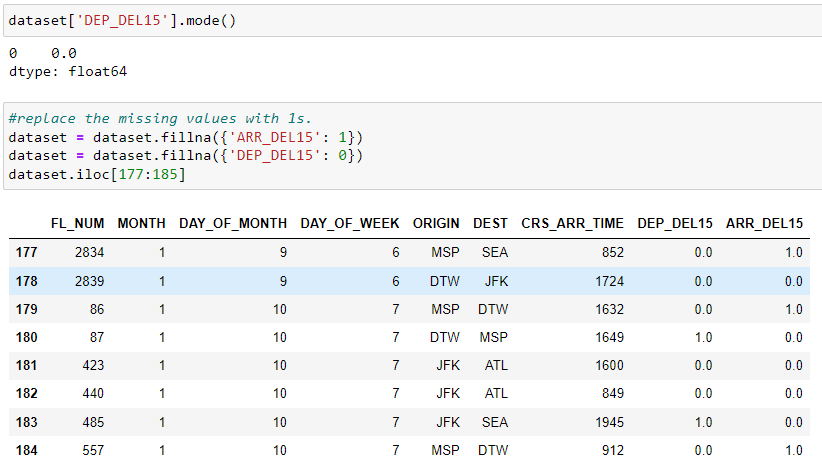 dataset['DEP_DEL15'].mode()
0 0.0
dtype: float64
#replace the missing values with 1s.
dataset = dataset.fillna({'ARR_DEL15': 1})
dataset = dataset.fillna({'DEP_DEL15': 0})
dataset.iloc[177:185]
FL_NUM MONTH DAY_OF_MONTH DAY_OF_WEEK ORIGIN DEST CRS_ARR_TIME DEP_DEL15 ARR_DEL15
177 2834 1 9 6 MSP SEA 852 0.0 1.0
178 2839 1 9 6 DTW JFK 1724 0.0 0.0
179 86 1 10 7 MSP DTW 1632 0.0 1.0
180 87 1 10 7 DTW MSP 1649 1.0 0.0
181 423 1 10 7 JFK ATL 1600 0.0 0.0
182 440 1 10 7 JFK ATL 849 0.0 0.0
183 485 1 10 7 JFK SEA 1945 1.0 0.0
184 557 1 10 7 MSP DTW 912 0.0 1.0